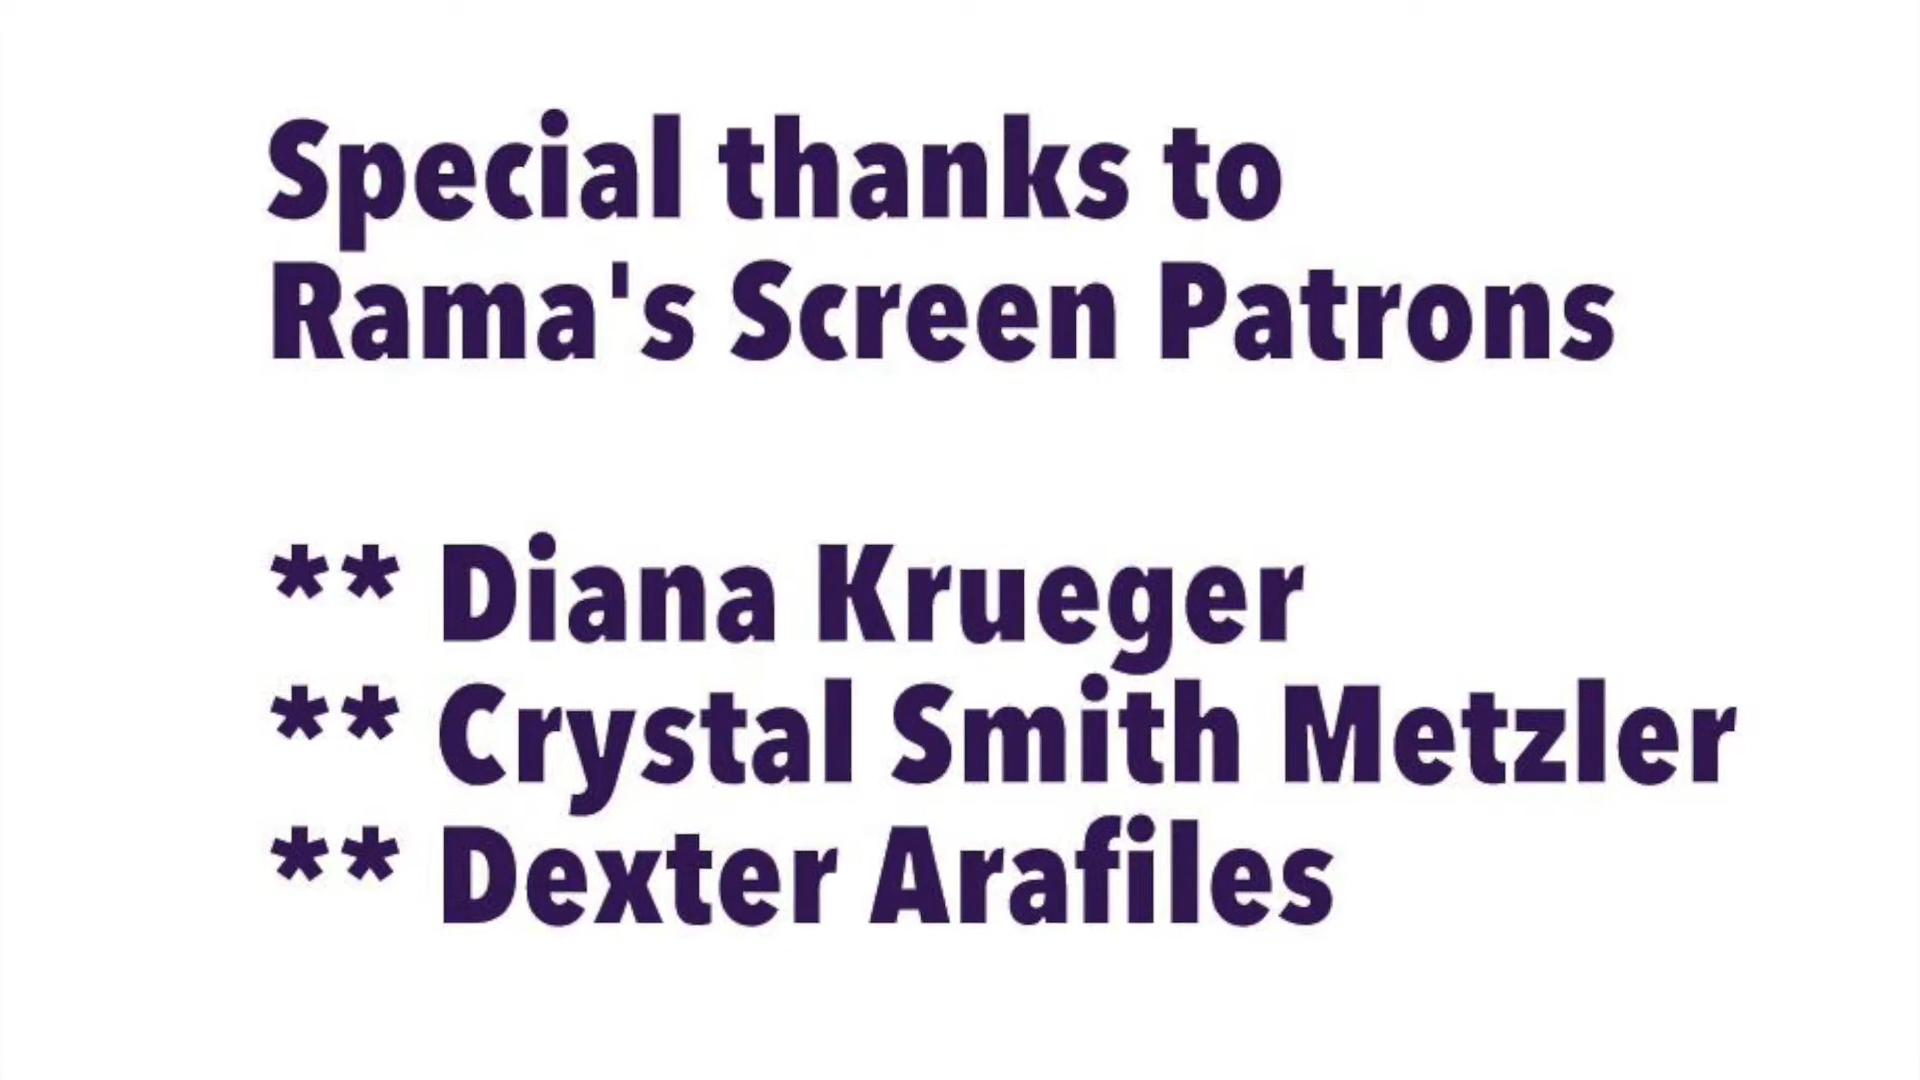 Special thanks to
Rama's Screen Patrons
** Diana Krueger
** Crystal Smith Metzler
** Dexter Arafiles